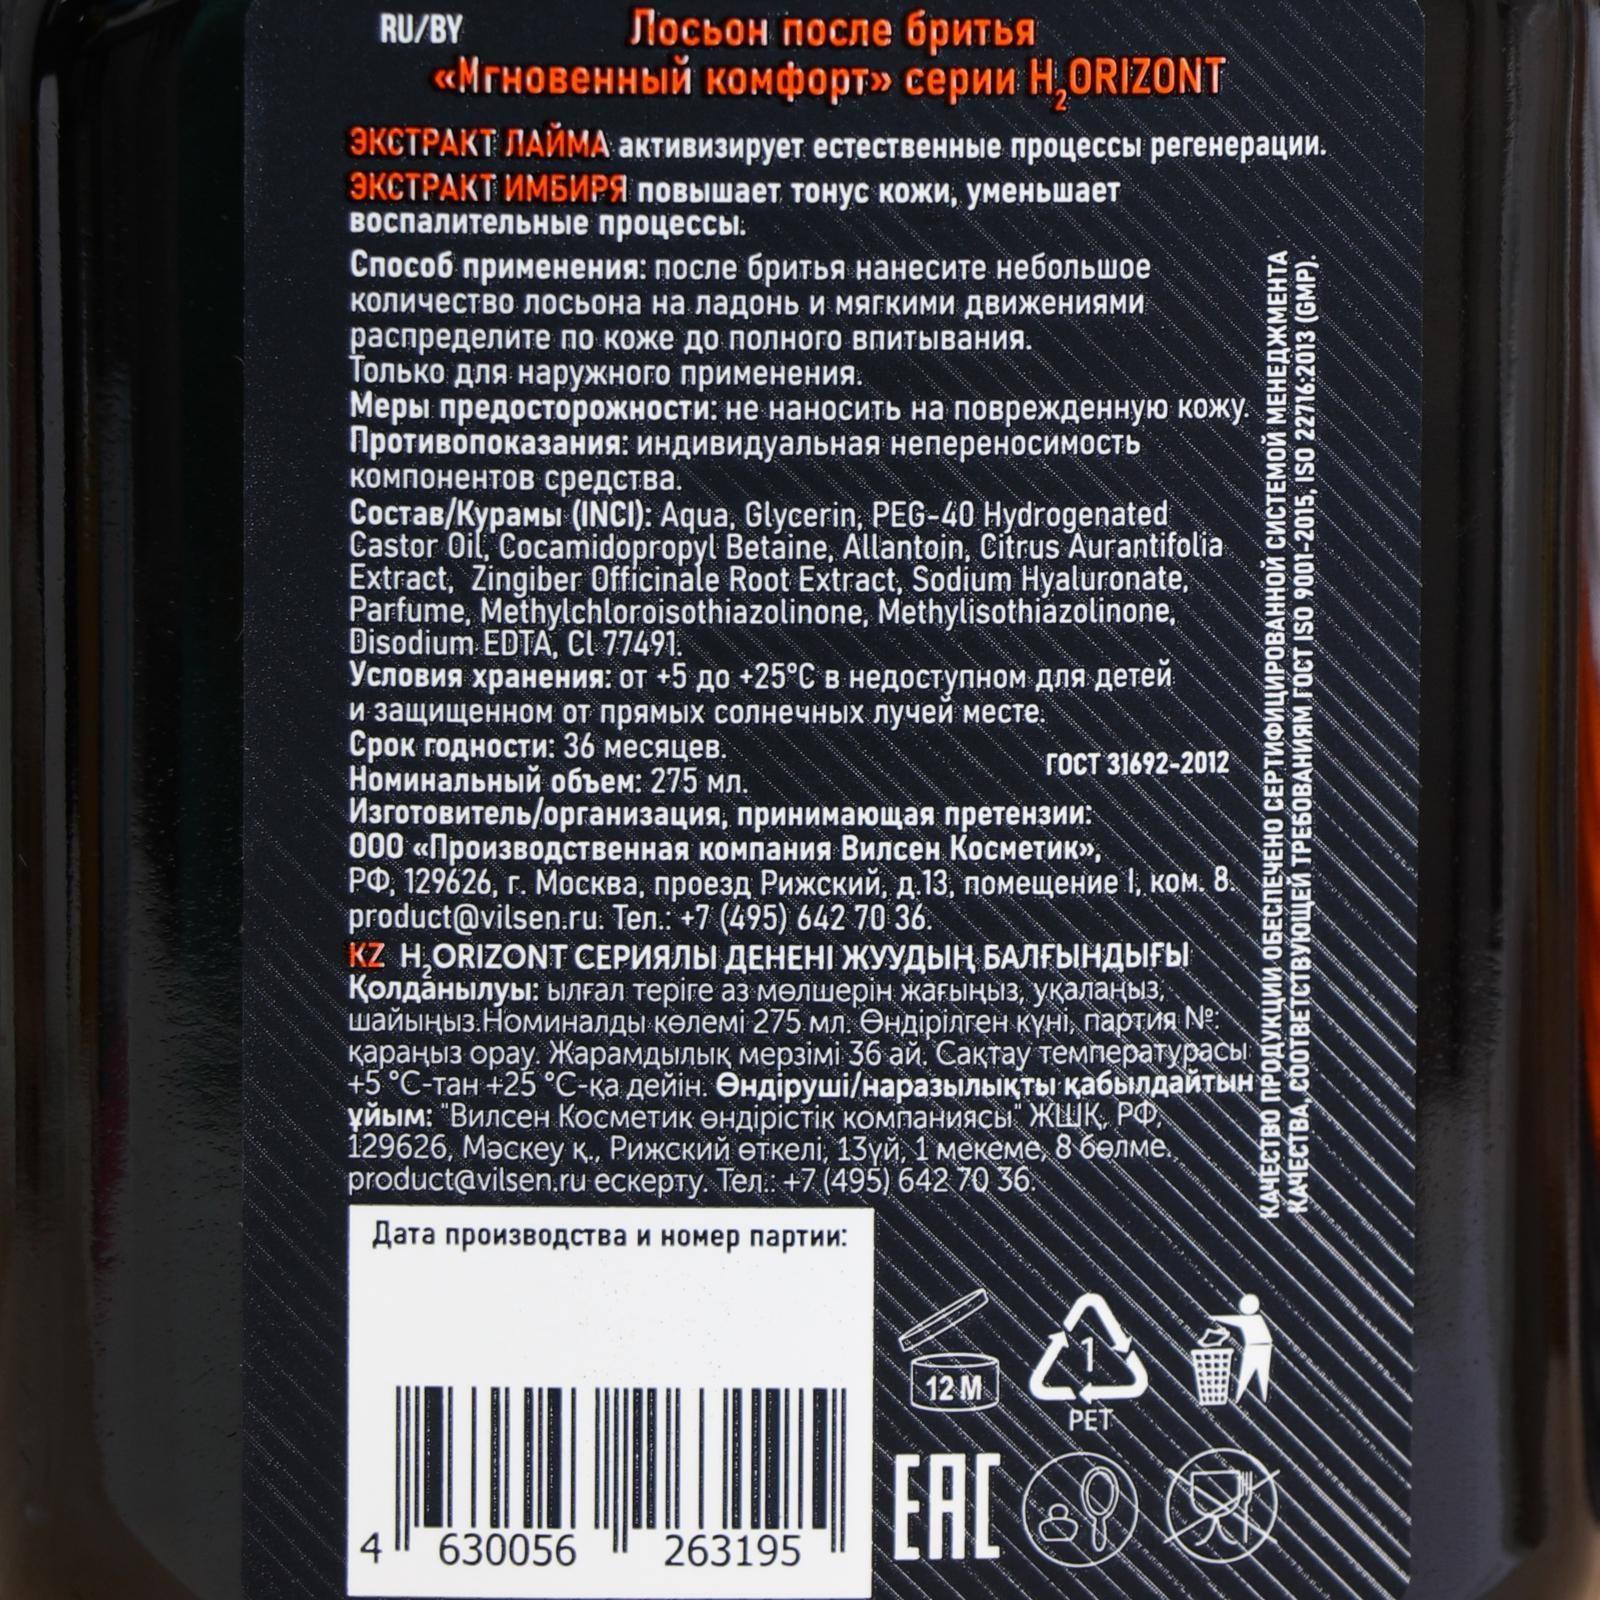 RU/BY
Лосьон после бритья
«Мгновенный комфорт» серии H₂ORIZONT
ЭКСТРАКТ ЛАЙМА активизирует естественные процессы регенерации.
ЭКСТРАКТ ИМБИРЯ повышает тонус кожи, уменьшает
воспалительные процессы.
Способ применения: после бритья нанесите небольшое
количество лосьона на ладонь и мягкими движениями
распределите по коже до полного впитывания.
Только для наружного применения.
Меры предосторожности: не наносить на поврежденную кожу.
Противопоказания: индивидуальная непереносимость
компонентов средства.
Состав/Курамы (INCI): Aqua, Glycerin, PEG-40 Hydrogenated
Castor Oil, Cocamidopropyl Betaine, Allantoin, Citrus Aurantifolia
Extract, Zingiber Officinale Root Extract, Sodium Hyaluronate,
Parfume, Methylchloroisothiazolinone, Methylisothiazolinone,
Disodium EDTA, Cl 77491.
Условия хранения: от +5 до +25°C в недоступном для детей
и защищенном от прямых солнечных лучей месте.
Срок годности: 36 месяцев.
ГОСТ 31692-2012
Номинальный объем: 275 мл.
Изготовитель/организация, принимающая претензии:
ООО «Производственная компания Вилсен Косметик»,
РФ, 129626, г. Москва, проезд Рижский, д.13, помещение I, ком. 8.
product@vilsen.ru. Тел.: +7 (495) 642 70 36.
KZ H₂ORIZONT СЕРИЯЛЫ ДЕНЕНІ ЖУУДЫҢ БАЛҒЫНДЫҒЫ
Қолданылуы: ылғал теріге аз мөлшерін жағыңыз, уқалаңыз,
шайыңыз.Номиналды көлемі 275 мл. Өндірілген күні, партия №:
қараңыз орау. Жарамдылық мерзімі 36 ай. Сақтау температурасы
+5 °C-тан +25 °C-қа дейін. Өндіруші/наразылықты қабылдайтын
ұйым: "Вилсен Косметик өндірістік компаниясы" ЖШҚ, РФ,
129626, Мәскеу қ., Рижский өткелі, 13үй, 1 мекеме, 8 бөлме.,
product@vilsen.ru ескерту. Тел.: +7 (495) 642 70 36.
КАЧЕСТВО ПРОДУКЦИИ ОБЕСПЕЧЕНО СЕРТИФИЦИРОВАННОЙ СИСТЕМОЙ МЕНЕДЖМЕНТА
КАЧЕСТВА, СООТВЕТСТВУЮЩЕЙ ТРЕБОВАНИЯМ ГОСТ ISO 9001-2015, ISO 22716:2013 (GMP).
Дата производства и номер партии:
12 M
1
PET
EAC
4 630056 263195